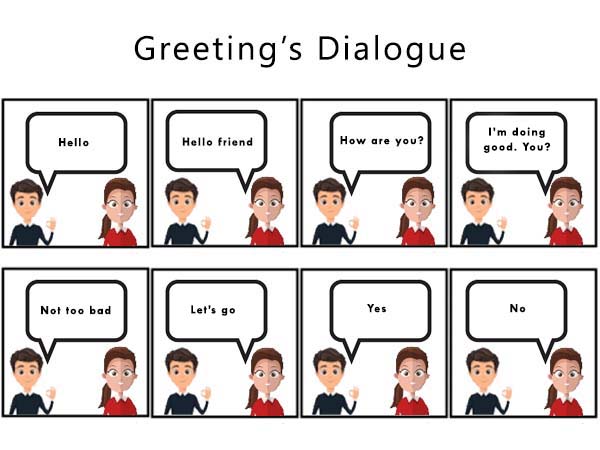 Greeting’s Dialogue
Hello
Hello friend
How are you?
I'm doing
good. You?
Not too bad
Let's go
Yes
No